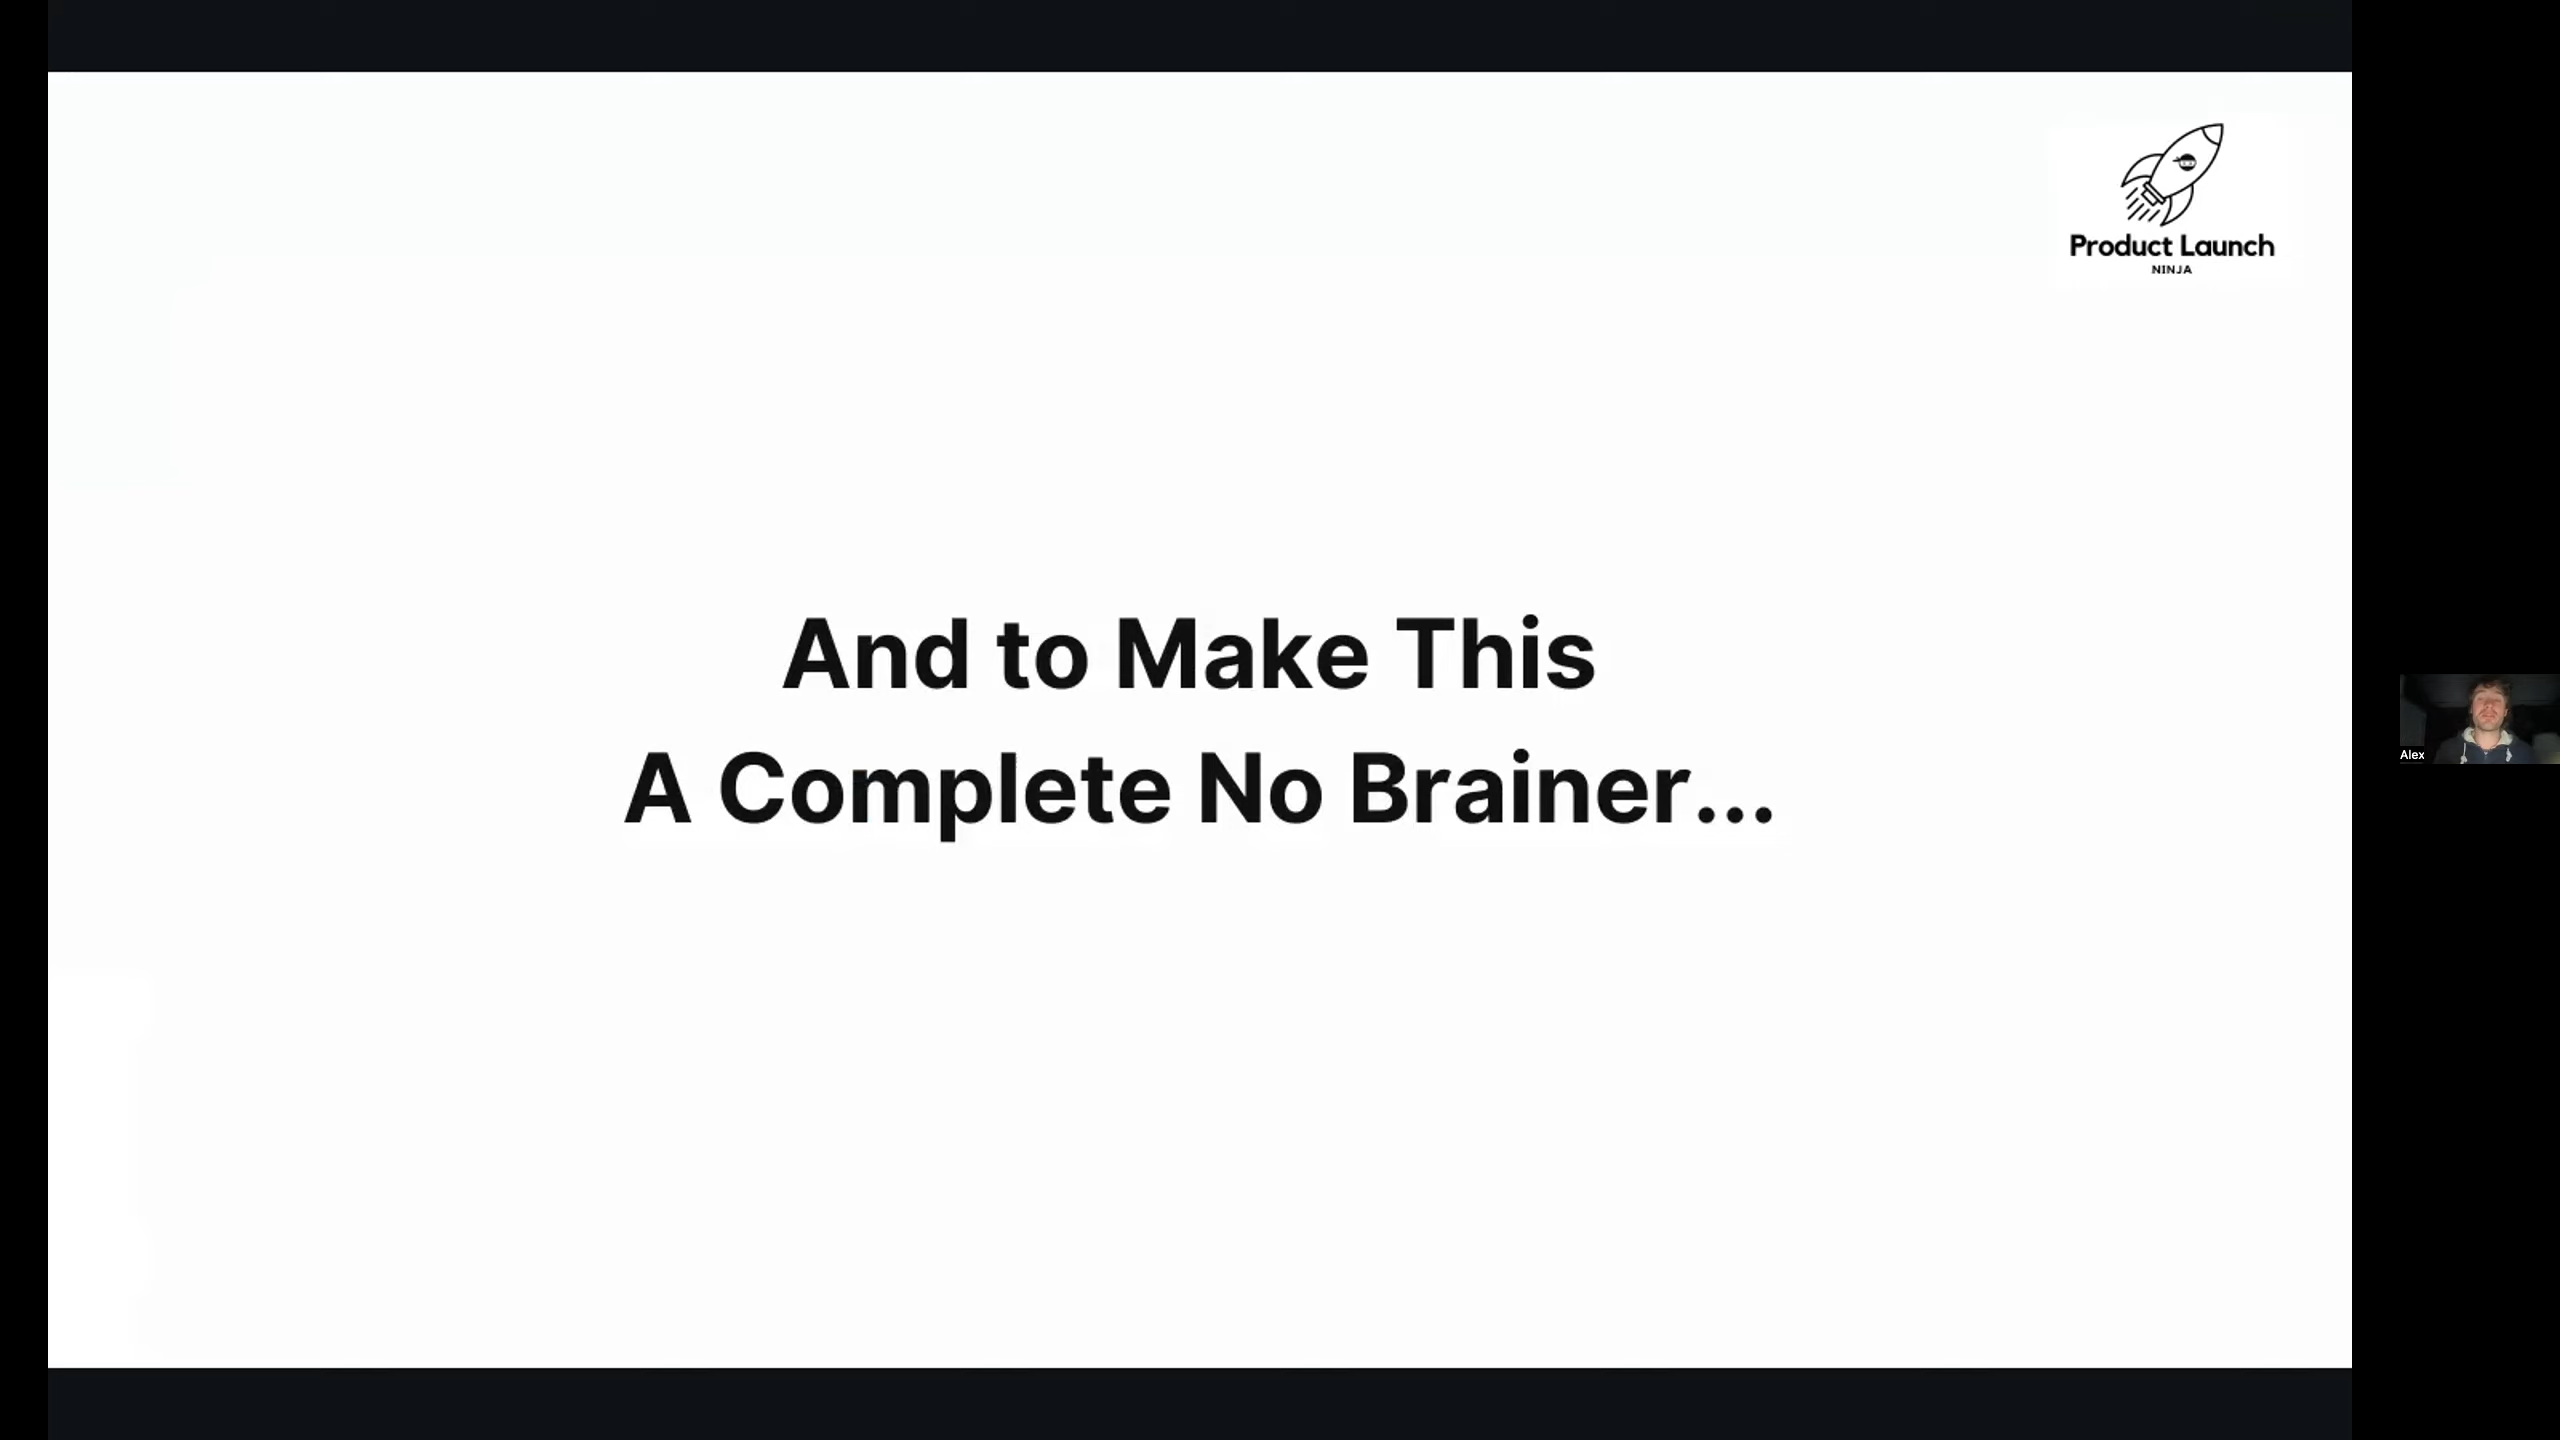 Product Launch
NINJA
And to Make This
A Complete No Brainer...
Alex